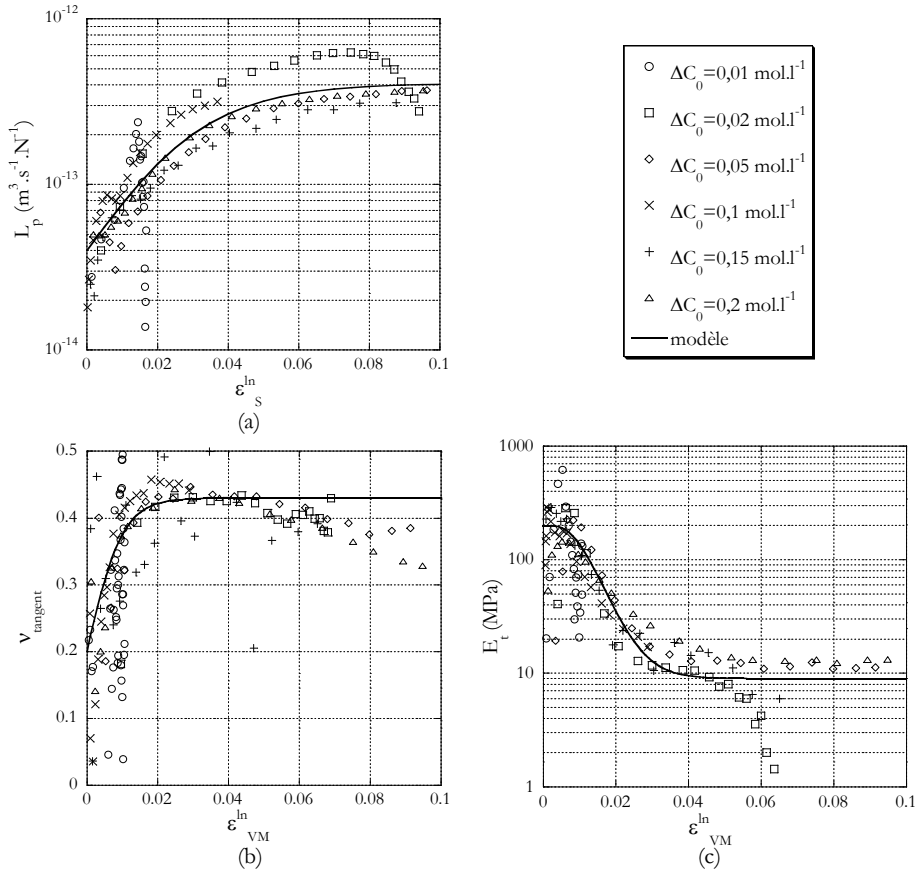 10^-12
10^-13
10^-14
L_p (m^3.s^-1.N^-1)
0 0.02 0.04 0.06 0.08 0.1
ε^ln_S
(a)
ΔC_0=0,01 mol.l^-1
ΔC_0=0,02 mol.l^-1
ΔC_0=0,05 mol.l^-1
ΔC_0=0,1 mol.l^-1
ΔC_0=0,15 mol.l^-1
ΔC_0=0,2 mol.l^-1
modèle
0.5
0.4
0.3
0.2
0.1
0
ν_tangent
0 0.02 0.04 0.06 0.08 0.1
ε^ln_VM
(b)
1000
100
10
1
E_t (MPa)
0 0.02 0.04 0.06 0.08 0.1
ε^ln_VM
(c)